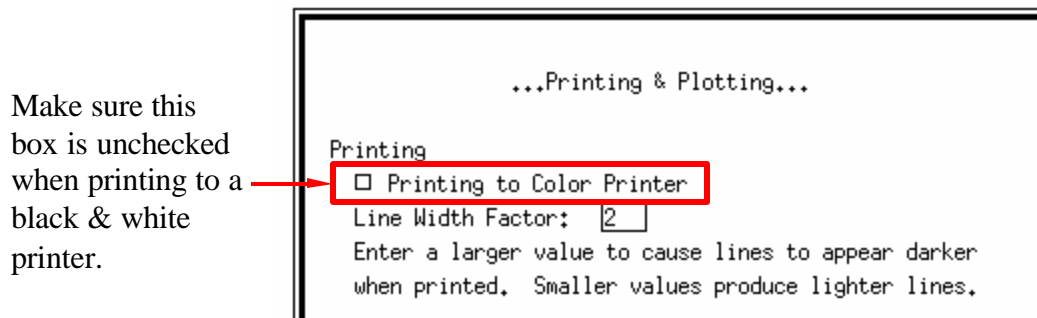 Make sure this
box is unchecked
when printing to a
black & white
printer.
...Printing & Plotting...
Printing
Printing to Color Printer
Line Width Factor: 2
Enter a larger value to cause lines to appear darker
when printed. Smaller values produce lighter lines.